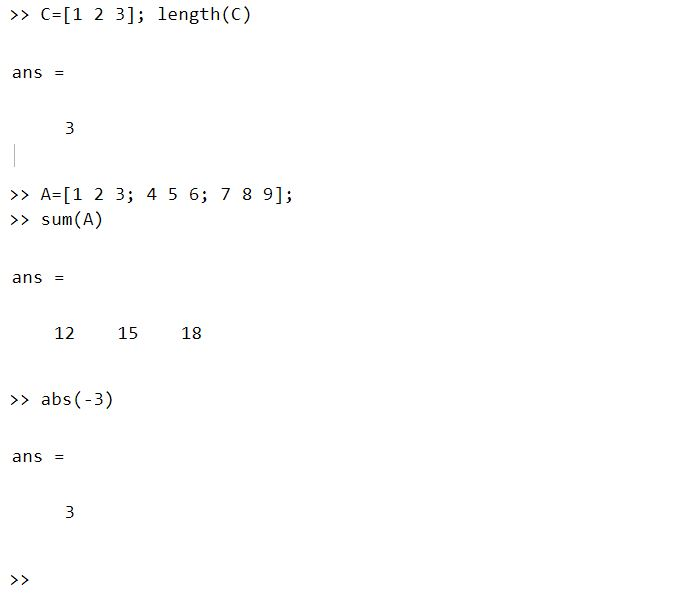 >> C=[1 2 3]; length(C)
ans =
3
>> A=[1 2 3; 4 5 6; 7 8 9];
>> sum(A)
ans =
12 15 18
>> abs(-3)
ans =
3
>>